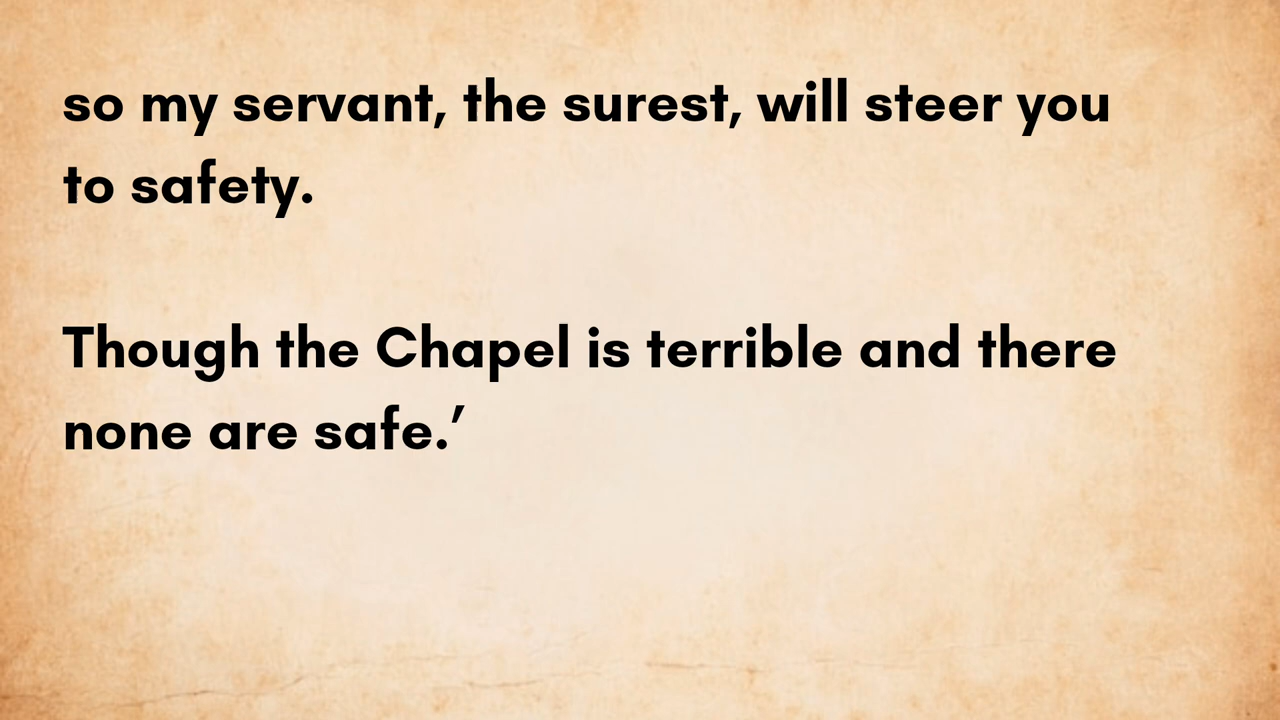 so my servant, the surest, will steer you
to safety.
Though the Chapel is terrible and there
none are safe.’